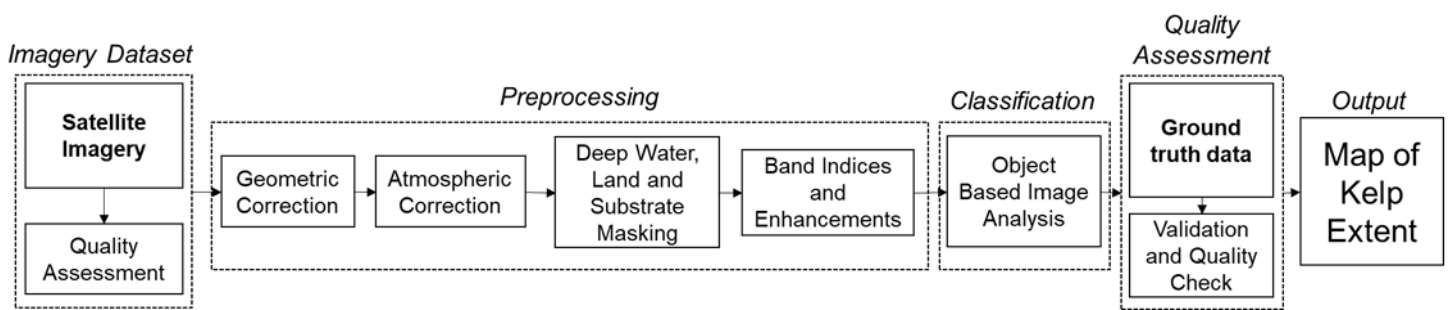 Imagery Dataset
Satellite
Imagery
Quality
Assessment
Preprocessing
Geometric
Correction
Atmospheric
Correction
Deep Water,
Land and
Substrate
Masking
Band Indices
and
Enhancements
Classification
Object
Based Image
Analysis
Quality
Assessment
Ground
truth data
Validation
and Quality
Check
Output
Map of
Kelp
Extent